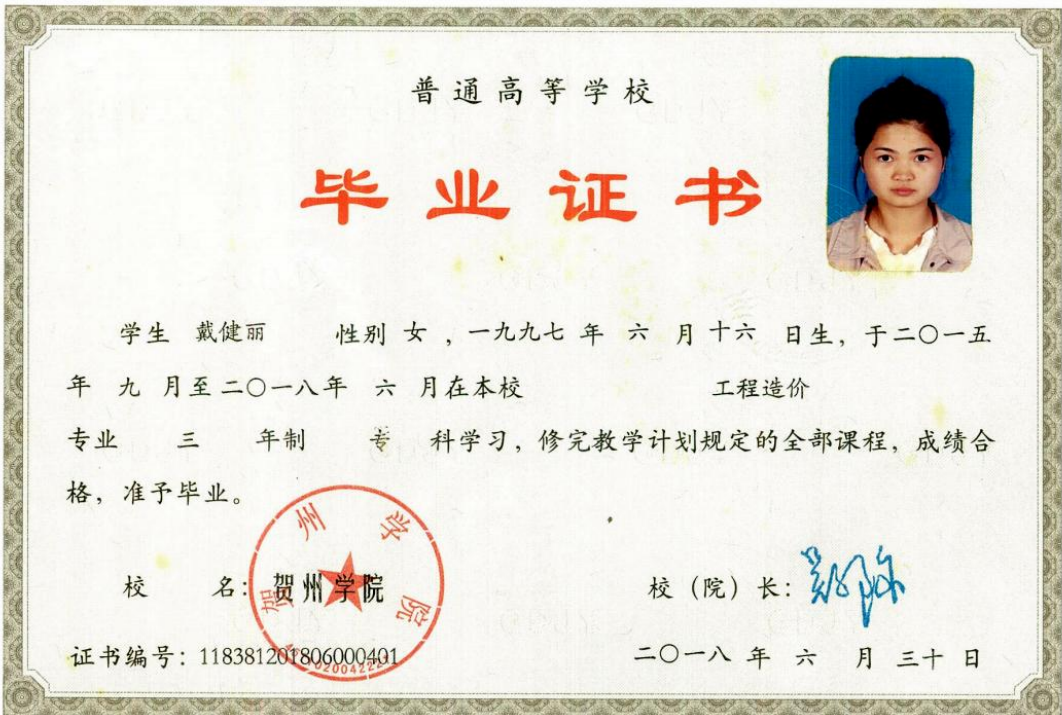 普通高等学校
毕业证书
学生 戴健丽 性别 女 ，一九九七 年 六 月 十六 日生，于二〇一五
年 九 月至二〇一八年 六 月在本校 工程造价
专业 三 年制 专 科学习，修完教学计划规定的全部课程，成绩合
格，准予毕业。
贺州学院
校 名：贺州学院 校（院）长：
证书编号：118381201806000401 二〇一八 年 六 月 三十 日